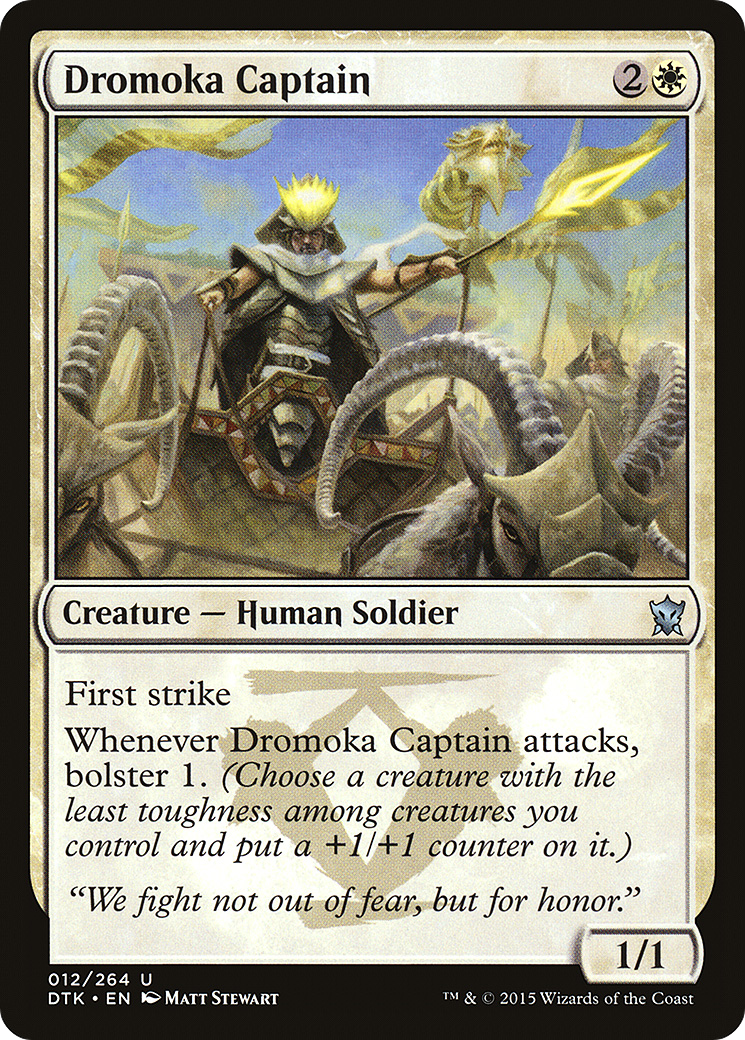 Dromoka Captain 2
Creature — Human Soldier
First strike
Whenever Dromoka Captain attacks,
bolster 1. (Choose a creature with the
least toughness among creatures you
control and put a +1/+1 counter on it.)
“We fight not out of fear, but for honor.”
1/1
012/264 U
DTK • EN Matt Stewart
™ & © 2015 Wizards of the Coast